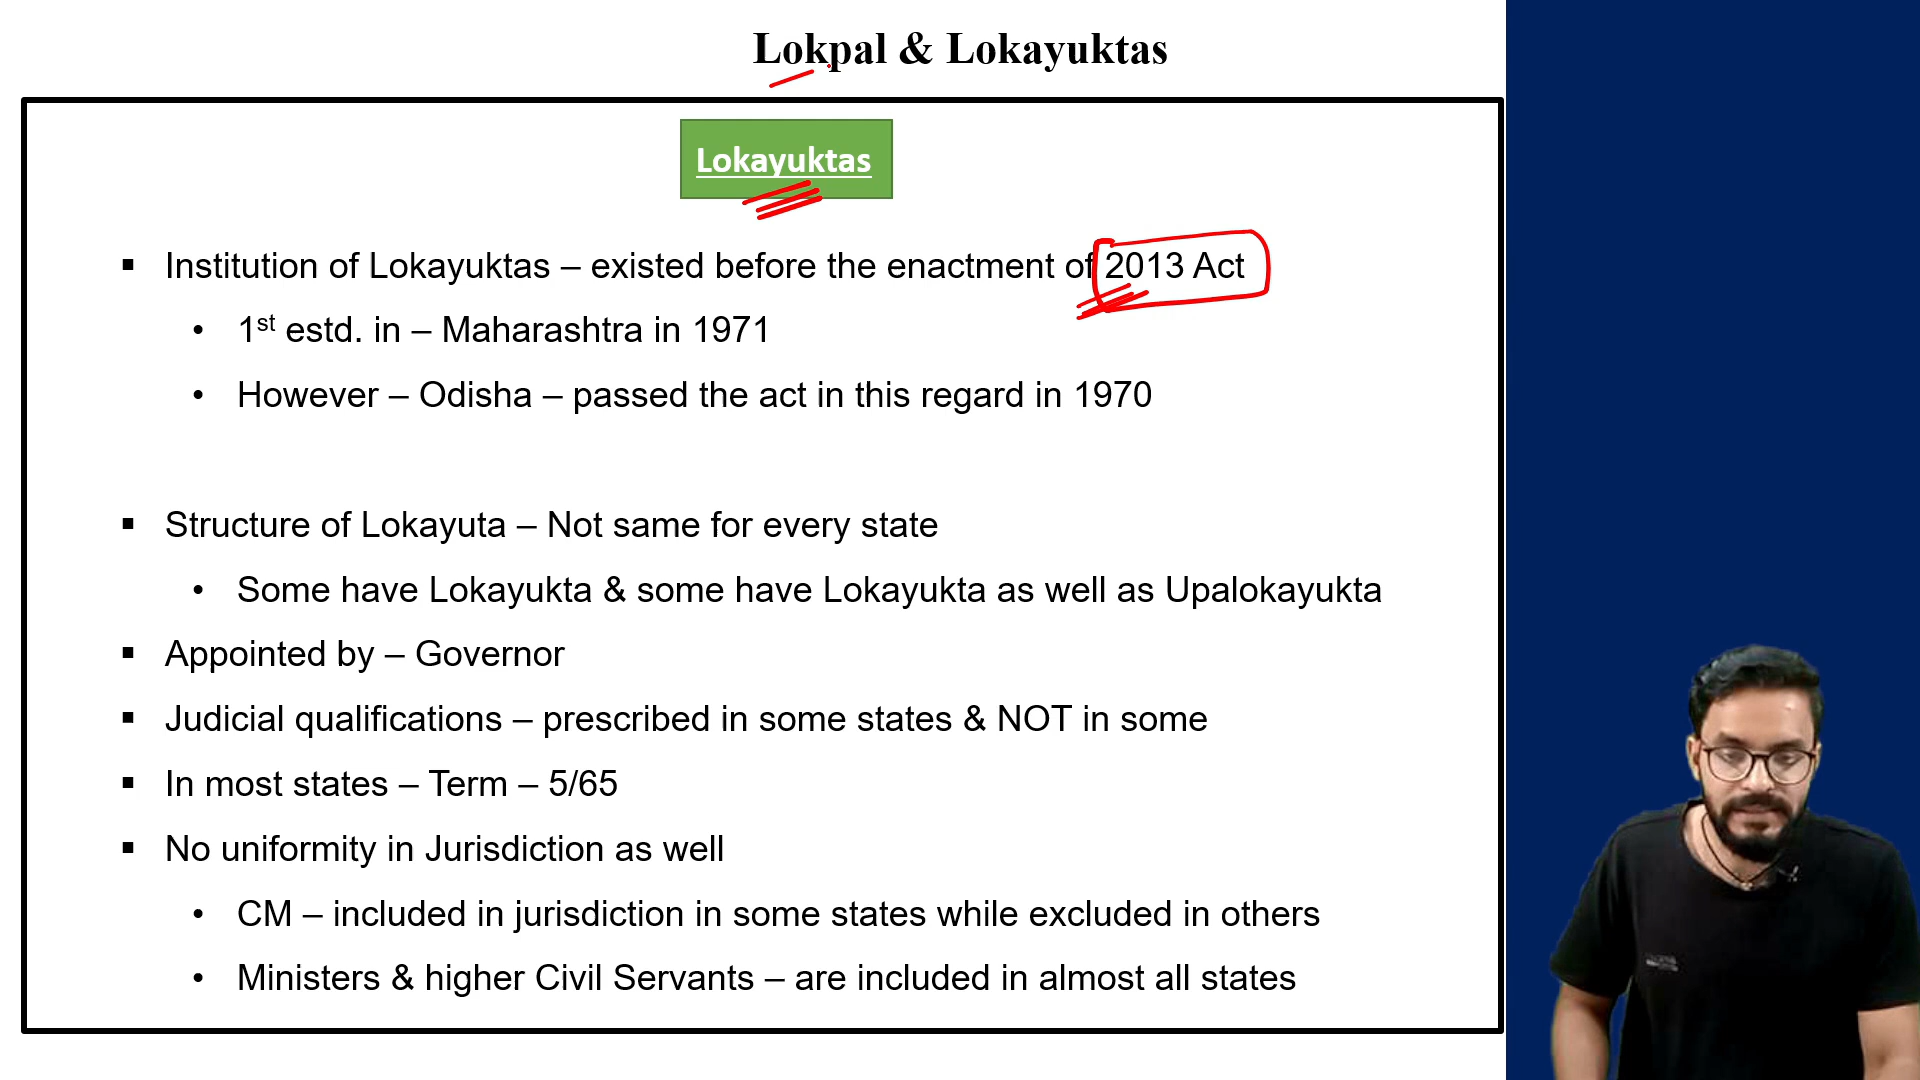 Lokpal & Lokayuktas
Lokayuktas
▪ Institution of Lokayuktas – existed before the enactment of 2013 Act
• 1st estd. in – Maharashtra in 1971
• However – Odisha – passed the act in this regard in 1970
▪ Structure of Lokayuta – Not same for every state
• Some have Lokayukta & some have Lokayukta as well as Upalokayukta
▪ Appointed by – Governor
▪ Judicial qualifications – prescribed in some states & NOT in some
▪ In most states – Term – 5/65
▪ No uniformity in Jurisdiction as well
• CM – included in jurisdiction in some states while excluded in others
• Ministers & higher Civil Servants – are included in almost all states